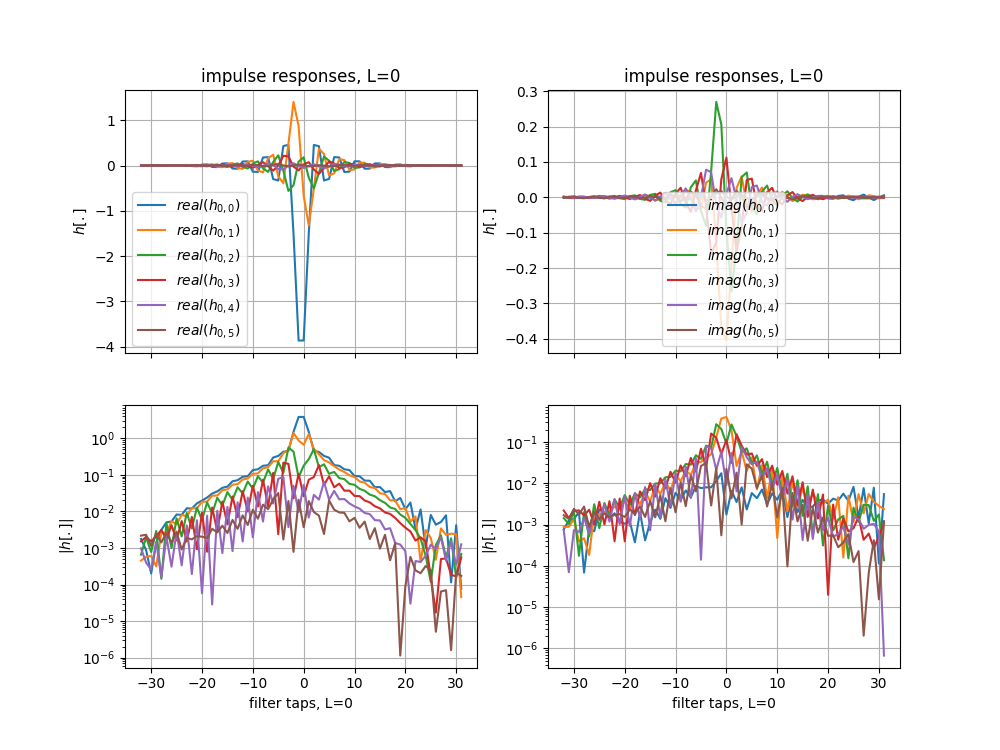 impulse responses, L=0
impulse responses, L=0
h[.]
1
0
−1
−2
−3
−4
real(h0,0)
real(h0,1)
real(h0,2)
real(h0,3)
real(h0,4)
real(h0,5)
h[.]
0.3
0.2
0.1
0.0
−0.1
−0.2
−0.3
−0.4
imag(h0,0)
imag(h0,1)
imag(h0,2)
imag(h0,3)
imag(h0,4)
imag(h0,5)
|h[.]|
10^0
10^−1
10^−2
10^−3
10^−4
10^−5
10^−6
−30 −20 −10 0 10 20 30
filter taps, L=0
|h[.]|
10^−1
10^−2
10^−3
10^−4
10^−5
10^−6
−30 −20 −10 0 10 20 30
filter taps, L=0